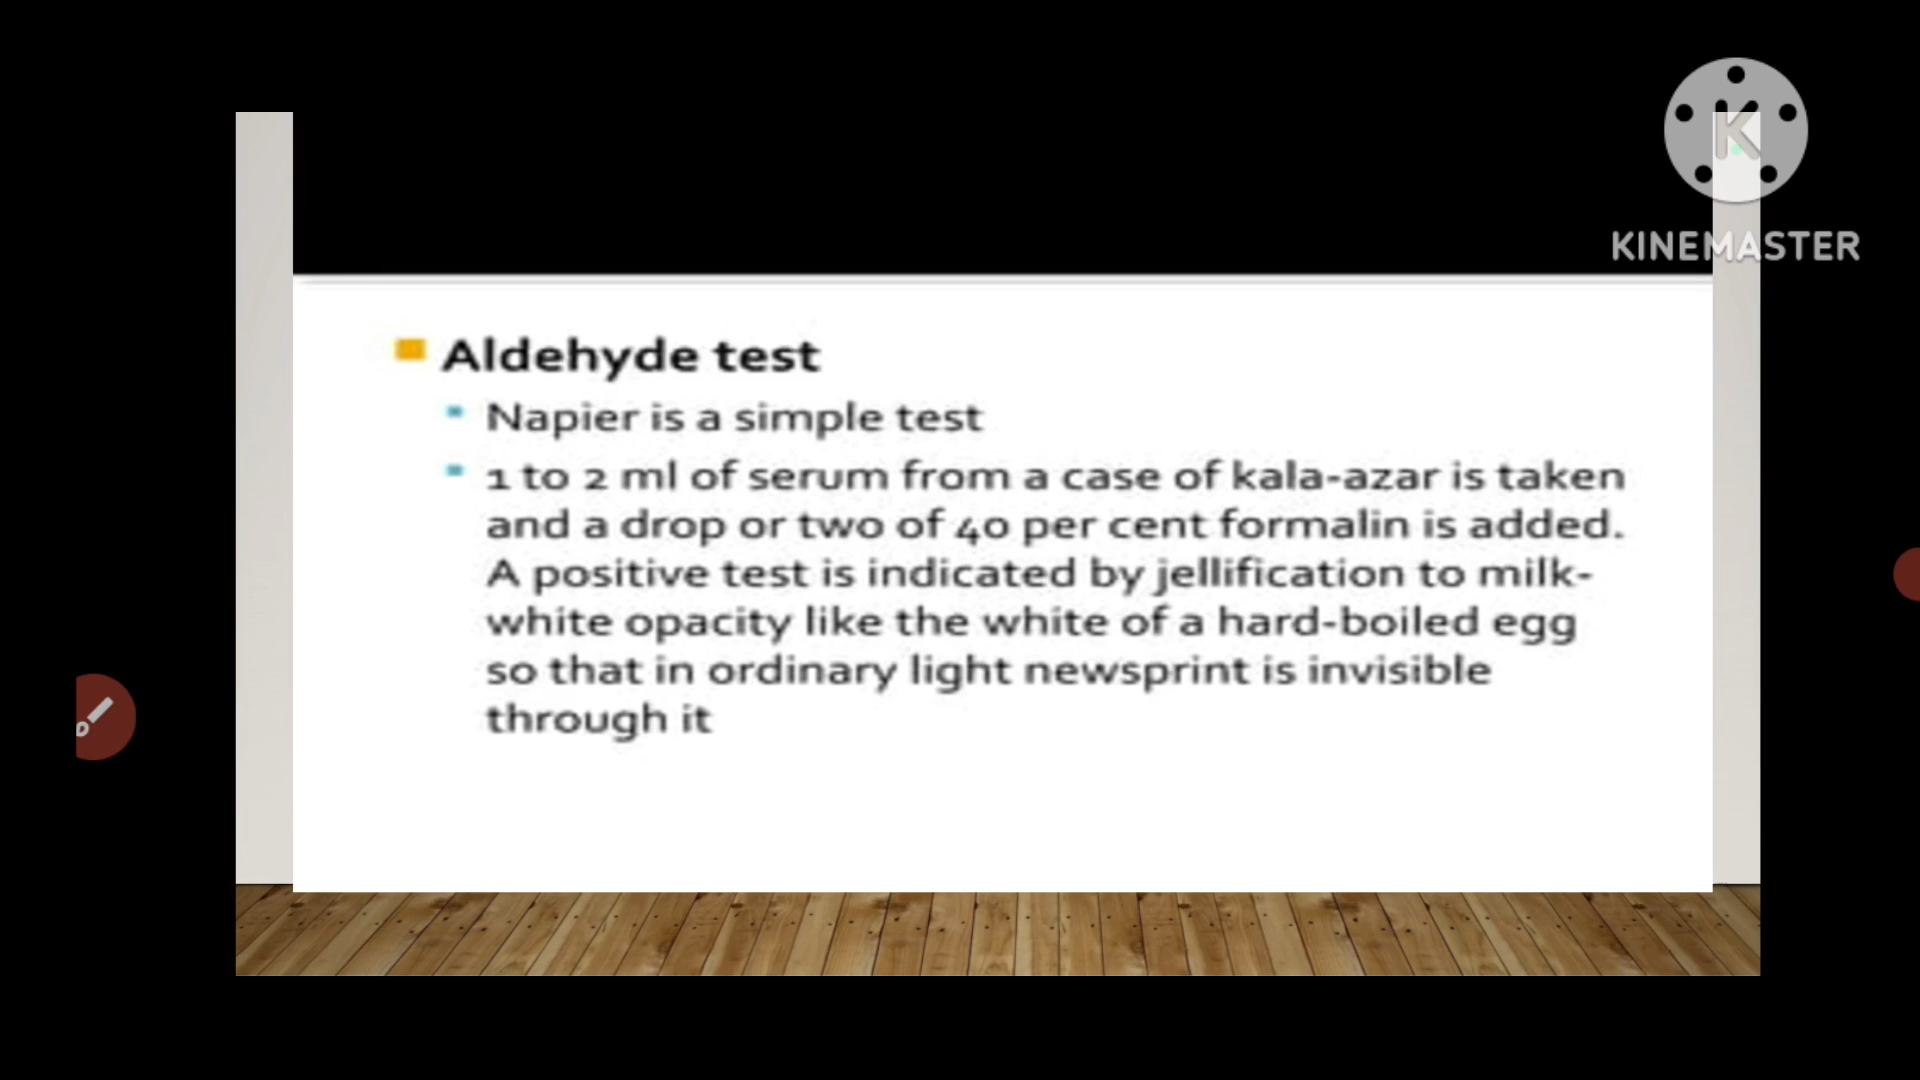 KINEMASTER
Aldehyde test
Napier is a simple test
1 to 2 ml of serum from a case of kala-azar is taken
and a drop or two of 40 per cent formalin is added.
A positive test is indicated by jellification to milk-
white opacity like the white of a hard-boiled egg
so that in ordinary light newsprint is invisible
through it